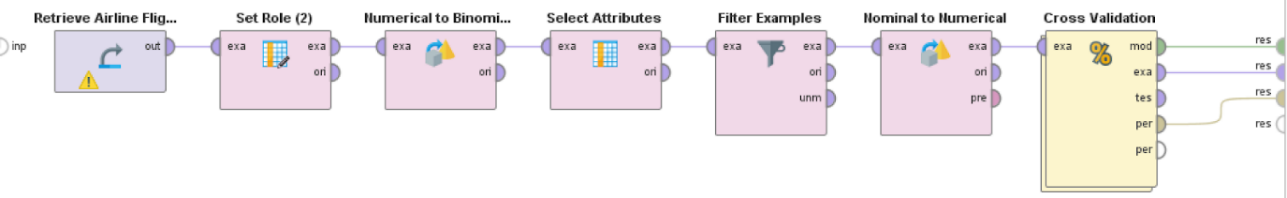 Retrieve Airline Flig...
Set Role (2)
Numerical to Binomi...
Select Attributes
Filter Examples
Nominal to Numerical
Cross Validation
inp
out
exa
exa
ori
exa
exa
ori
exa
exa
ori
exa
exa
ori
unm
exa
exa
ori
pre
exa
%
mod
exa
tes
per
per
res
res
res
res